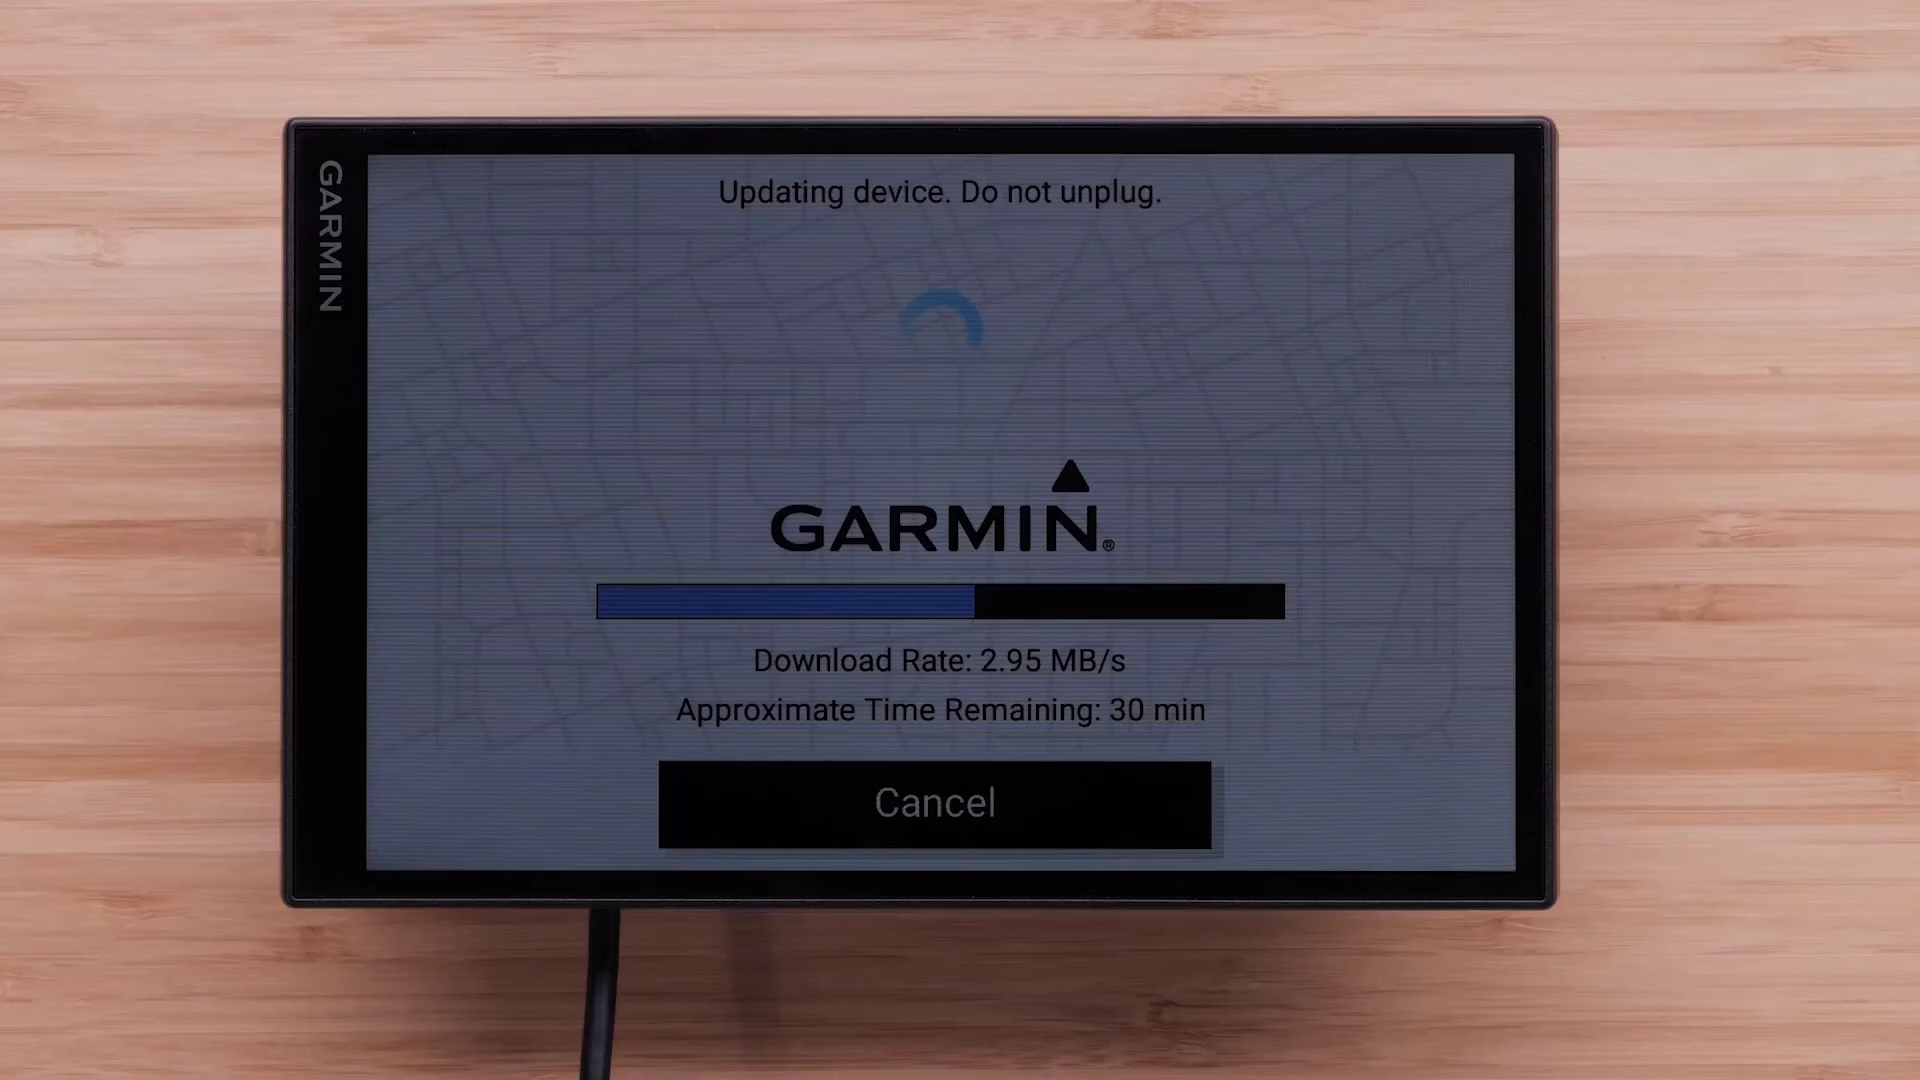 GARMIN
Updating device. Do not unplug.
GARMIN®
Download Rate: 2.95 MB/s
Approximate Time Remaining: 30 min
Cancel